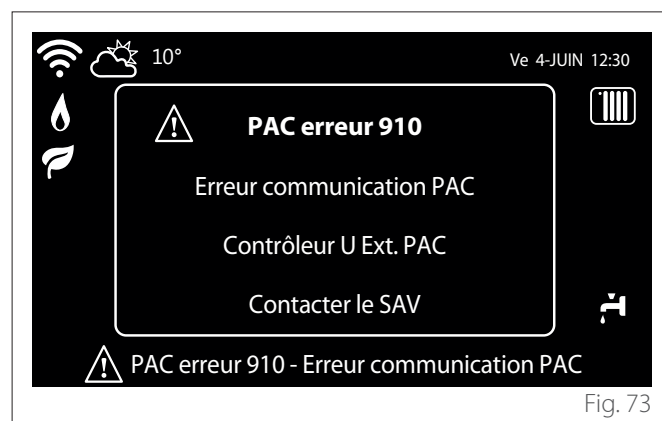 10° Ve 4-JUIN 12:30
PAC erreur 910
Erreur communication PAC
Contrôleur U Ext. PAC
Contacter le SAV
PAC erreur 910 - Erreur communication PAC
Fig. 73